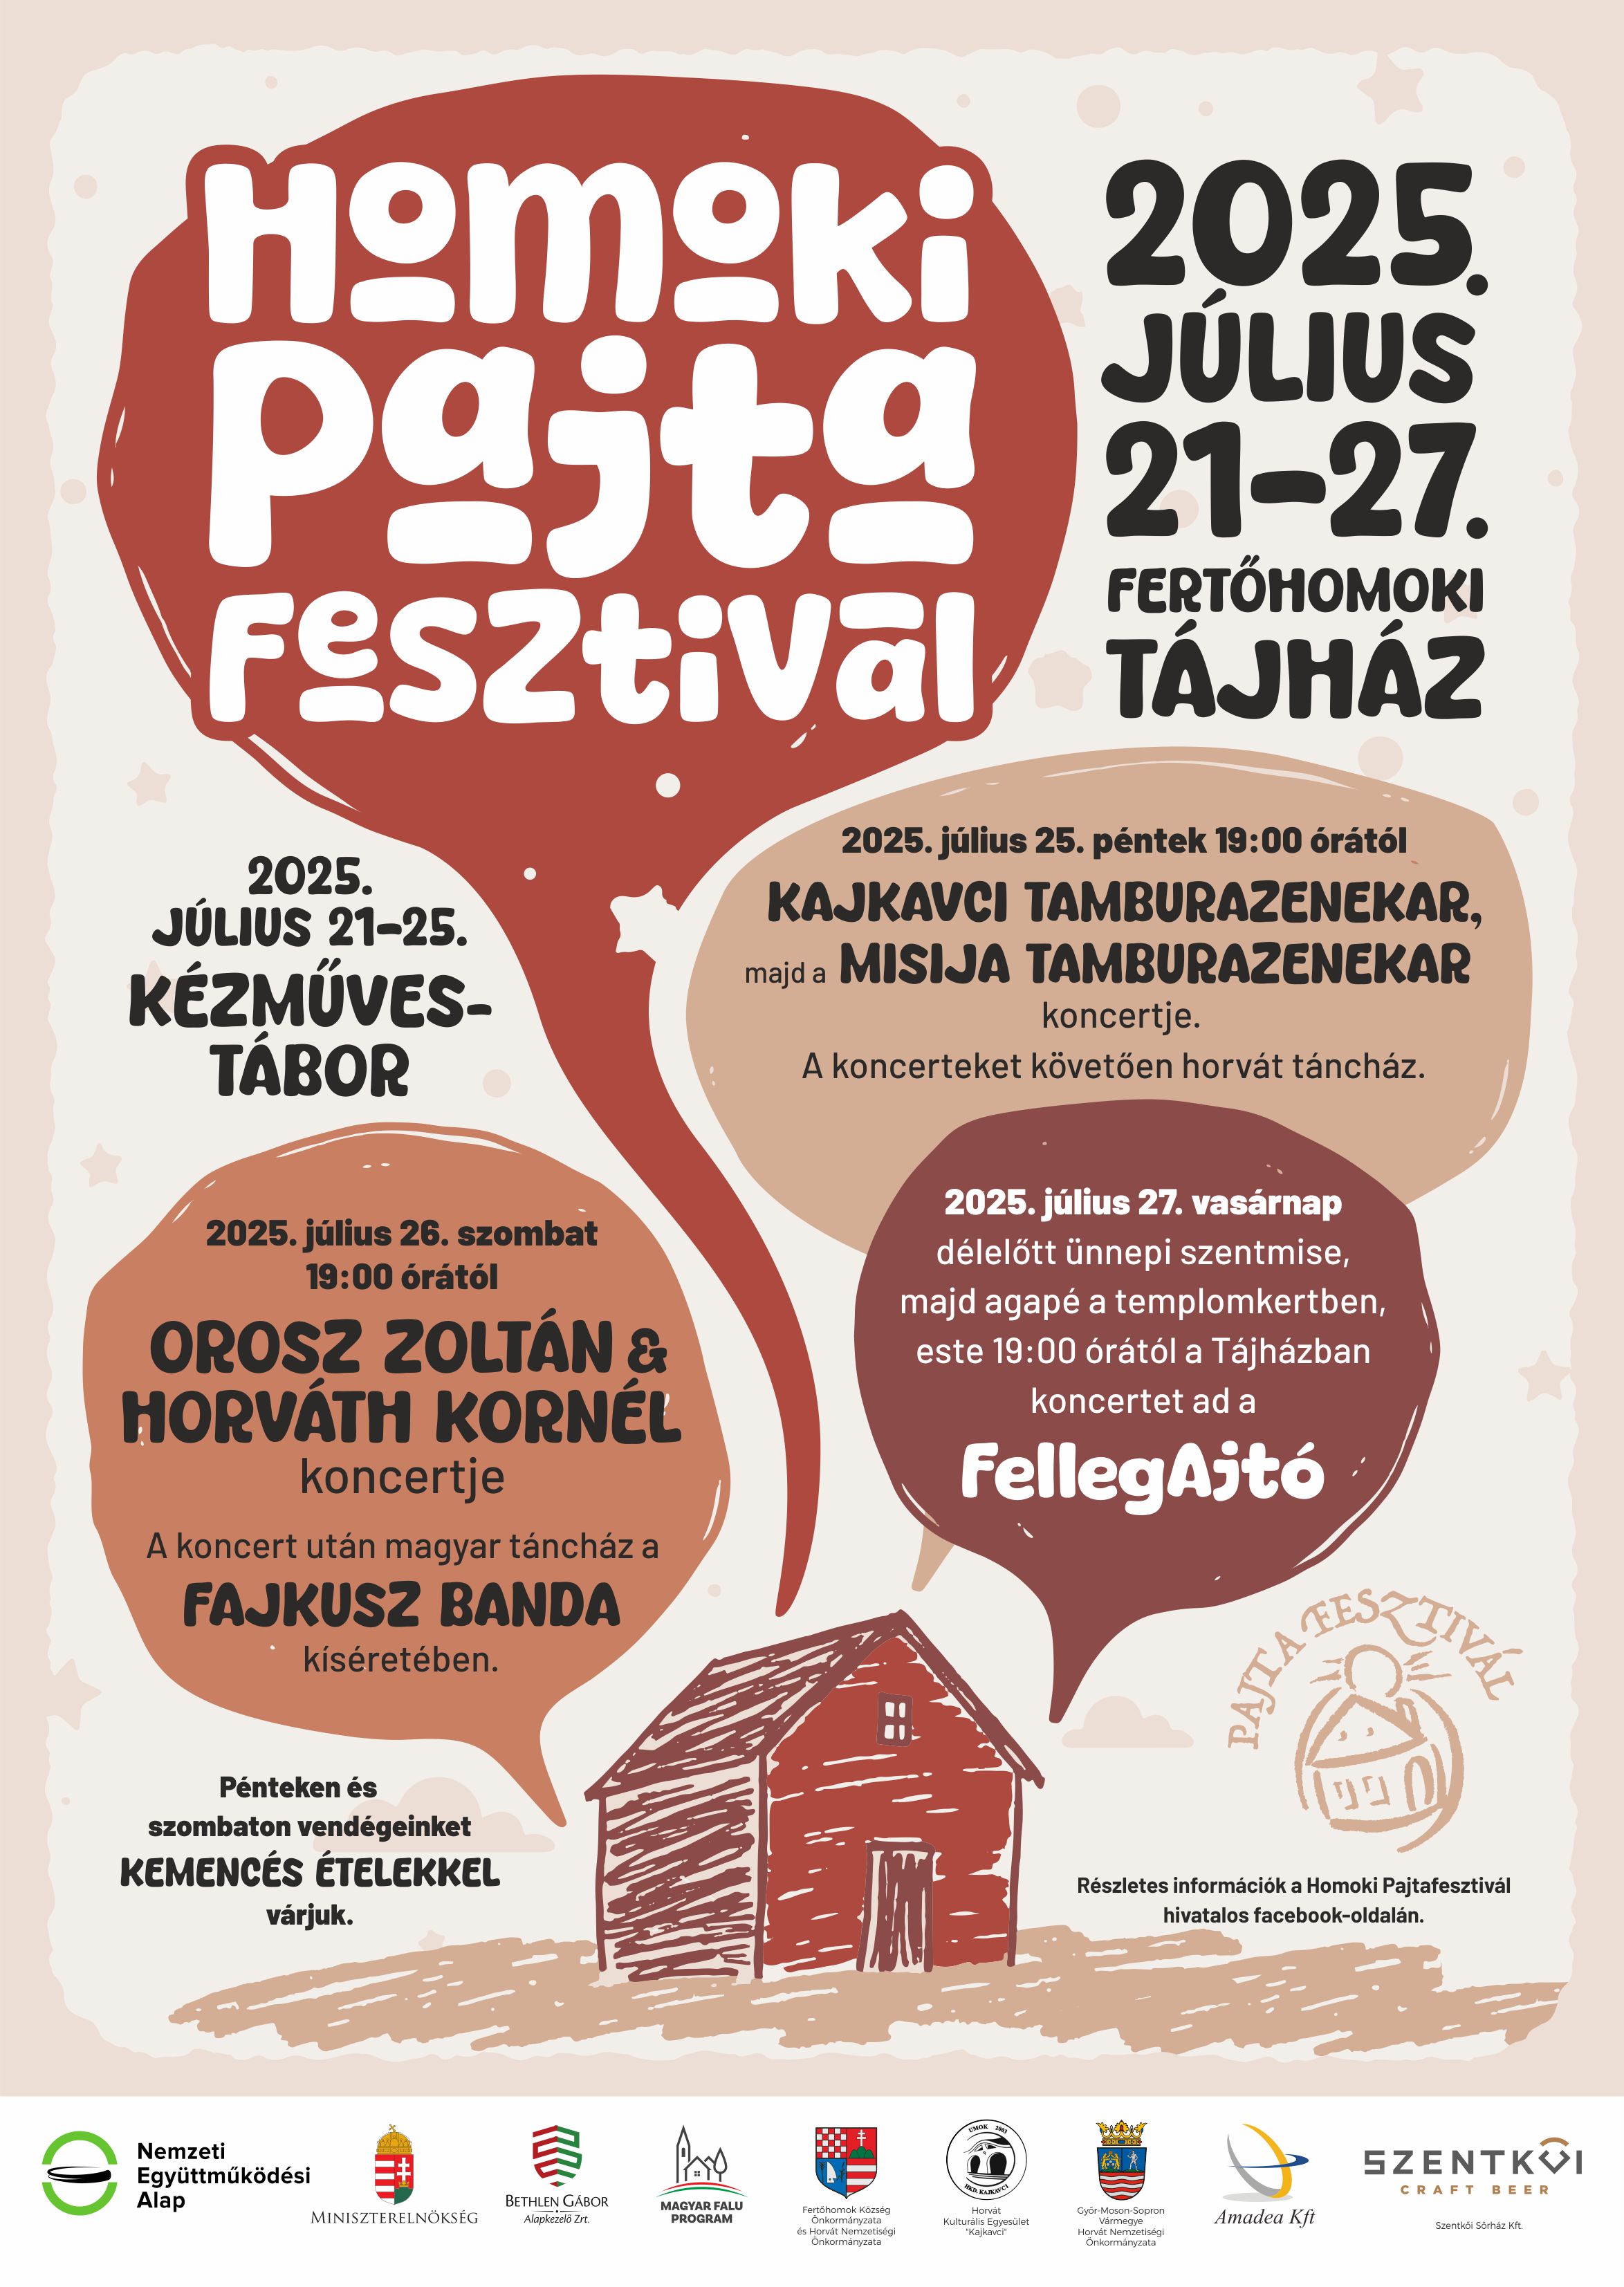 Homoki
Pajta
Fesztivál
2025.
JÚLIUS
21–27.
FERTŐHOMOKI
TÁJHÁZ
2025.
JÚLIUS 21–25.
KÉZMŰVES-
TÁBOR
2025. július 25. péntek 19:00 órától
KAJKAVCI TAMBURAZENEKAR,
majd a MISIJA TAMBURAZENEKAR
koncertje.
A koncerteket követően horvát táncház.
2025. július 26. szombat
19:00 órától
OROSZ ZOLTÁN &
HORVÁTH KORNÉL
koncertje
A koncert után magyar táncház a
FAJKUSZ BANDA
kíséretében.
2025. július 27. vasárnap
délelőtt ünnepi szentmise,
majd agapé a templomkertben,
este 19:00 órától a Tájházban
koncertet ad a
FellegAjtó
PAJTA FESZTIVÁL
Pénteken és
szombaton vendégeinket
KEMENCÉS ÉTELEKKEL
várjuk.
Részletes információk a Homoki Pajtafesztivál
hivatalos facebook-oldalán.
Nemzeti
Együttműködési
Alap
MINISZTERELNÖKSÉG
BETHLEN GÁBOR
Alapkezelő Zrt.
MAGYAR FALU
PROGRAM
Fertőhomok Község
Önkormányzata
és Horvát Nemzetiségi
Önkormányzata
UMOK 2003
HKD. KAJKAVCI
Horvát
Kulturális Egyesület
"Kajkavci"
Győr-Moson-Sopron
Vármegye
Horvát Nemzetiségi
Önkormányzata
Amadea Kft
SZENTKŐI
CRAFT BEER
Szentkői Sörház Kft.